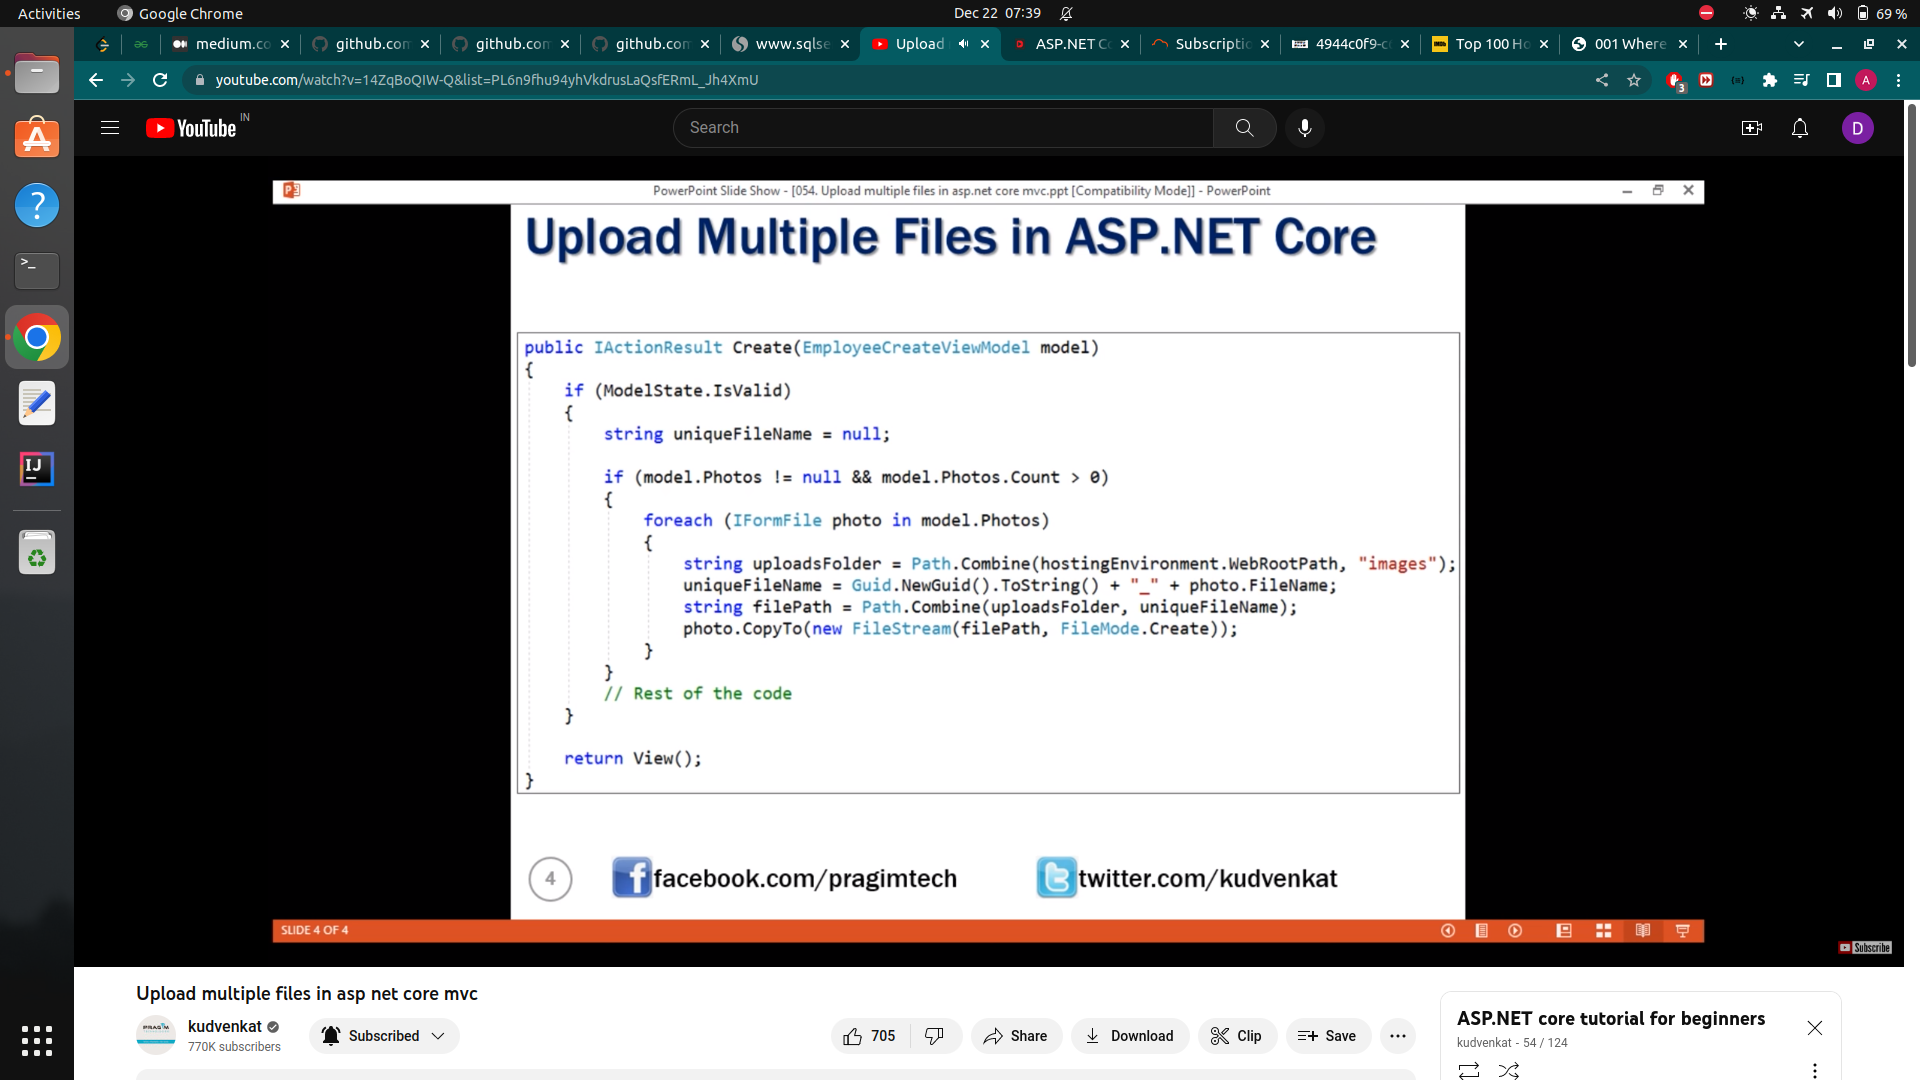 Activities
Google Chrome
Dec 22 07:39
69 %
medium.co
github.com
github.com
github.com
www.sqlse
Upload
ASP.NET C
Subscriptio
4944c0f9-c
Top 100 Ho
001 Where
youtube.com/watch?v=14ZqBoQIW-Q&list=PL6n9fhu94yhVkdrusLaQsfERmL_Jh4XmU
3
A
YouTube IN
Search
D
PowerPoint Slide Show - [054. Upload multiple files in asp.net core mvc.ppt [Compatibility Mode]] - PowerPoint
Upload Multiple Files in ASP.NET Core
public IActionResult Create(EmployeeCreateViewModel model)
{
if (ModelState.IsValid)
{
string uniqueFileName = null;
if (model.Photos != null && model.Photos.Count > 0)
{
foreach (IFormFile photo in model.Photos)
{
string uploadsFolder = Path.Combine(hostingEnvironment.WebRootPath, "images");
uniqueFileName = Guid.NewGuid().ToString() + "_" + photo.FileName;
string filePath = Path.Combine(uploadsFolder, uniqueFileName);
photo.CopyTo(new FileStream(filePath, FileMode.Create));
}
}
// Rest of the code
}
return View();
}
4
facebook.com/pragimtech
twitter.com/kudvenkat
SLIDE 4 OF 4
Subscribe
Upload multiple files in asp net core mvc
PRAGIM
kudvenkat
770K subscribers
Subscribed
705
Share
Download
Clip
Save
ASP.NET core tutorial for beginners
kudvenkat - 54 / 124